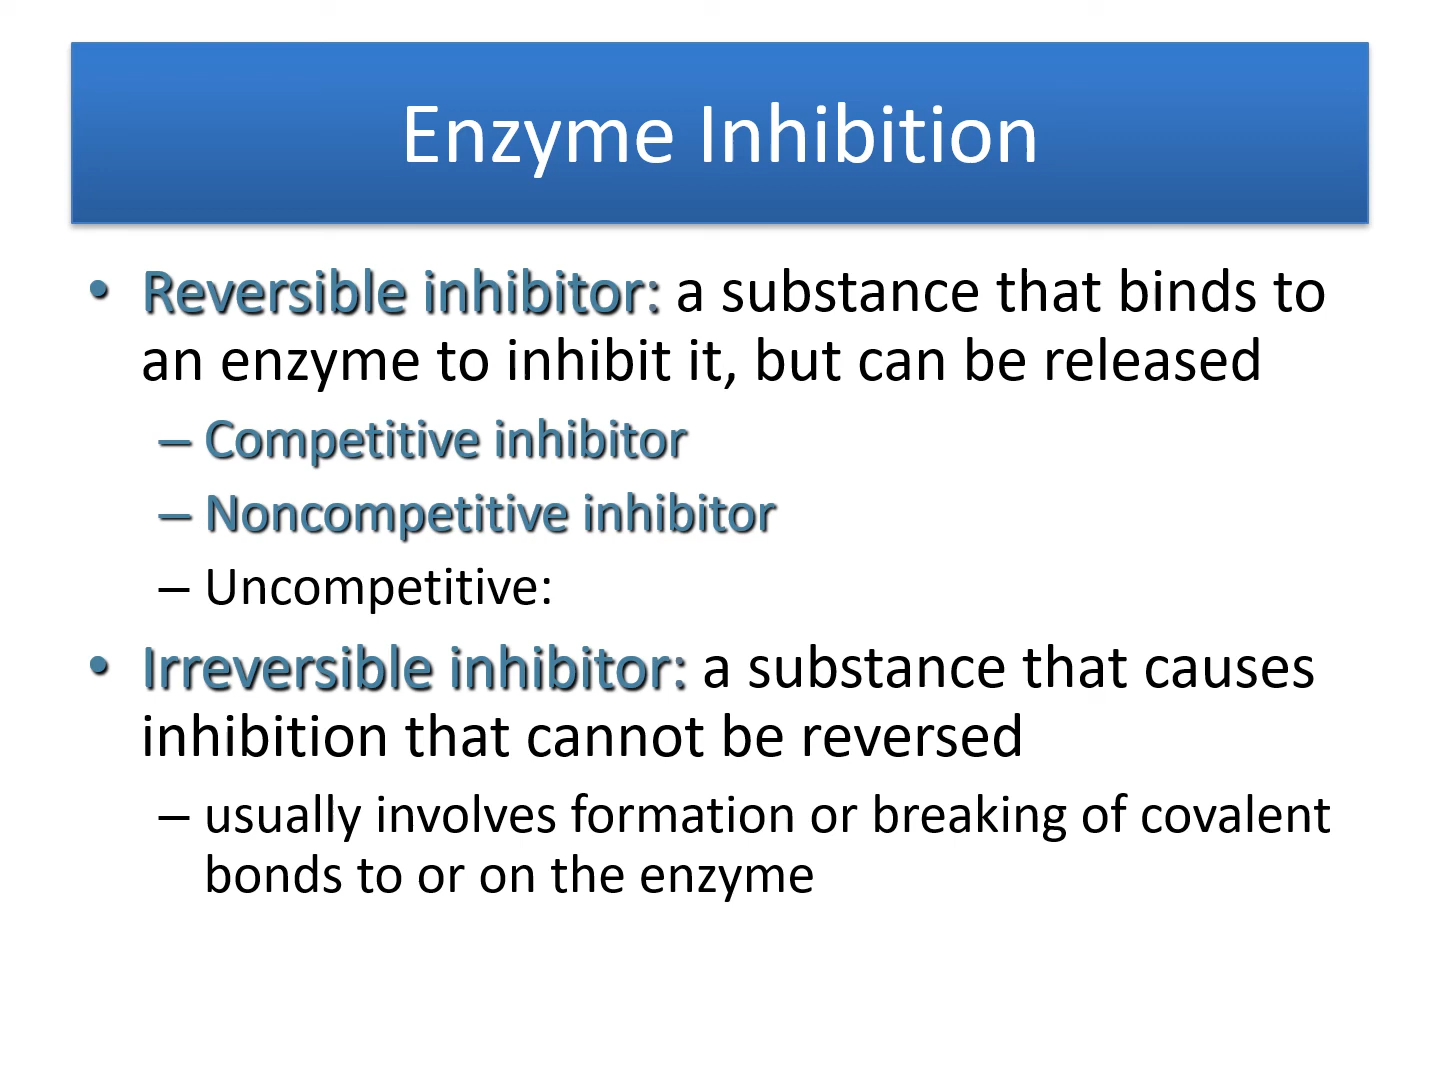 Enzyme Inhibition
• Reversible inhibitor: a substance that binds to
an enzyme to inhibit it, but can be released
– Competitive inhibitor
– Noncompetitive inhibitor
– Uncompetitive:
• Irreversible inhibitor: a substance that causes
inhibition that cannot be reversed
– usually involves formation or breaking of covalent
bonds to or on the enzyme